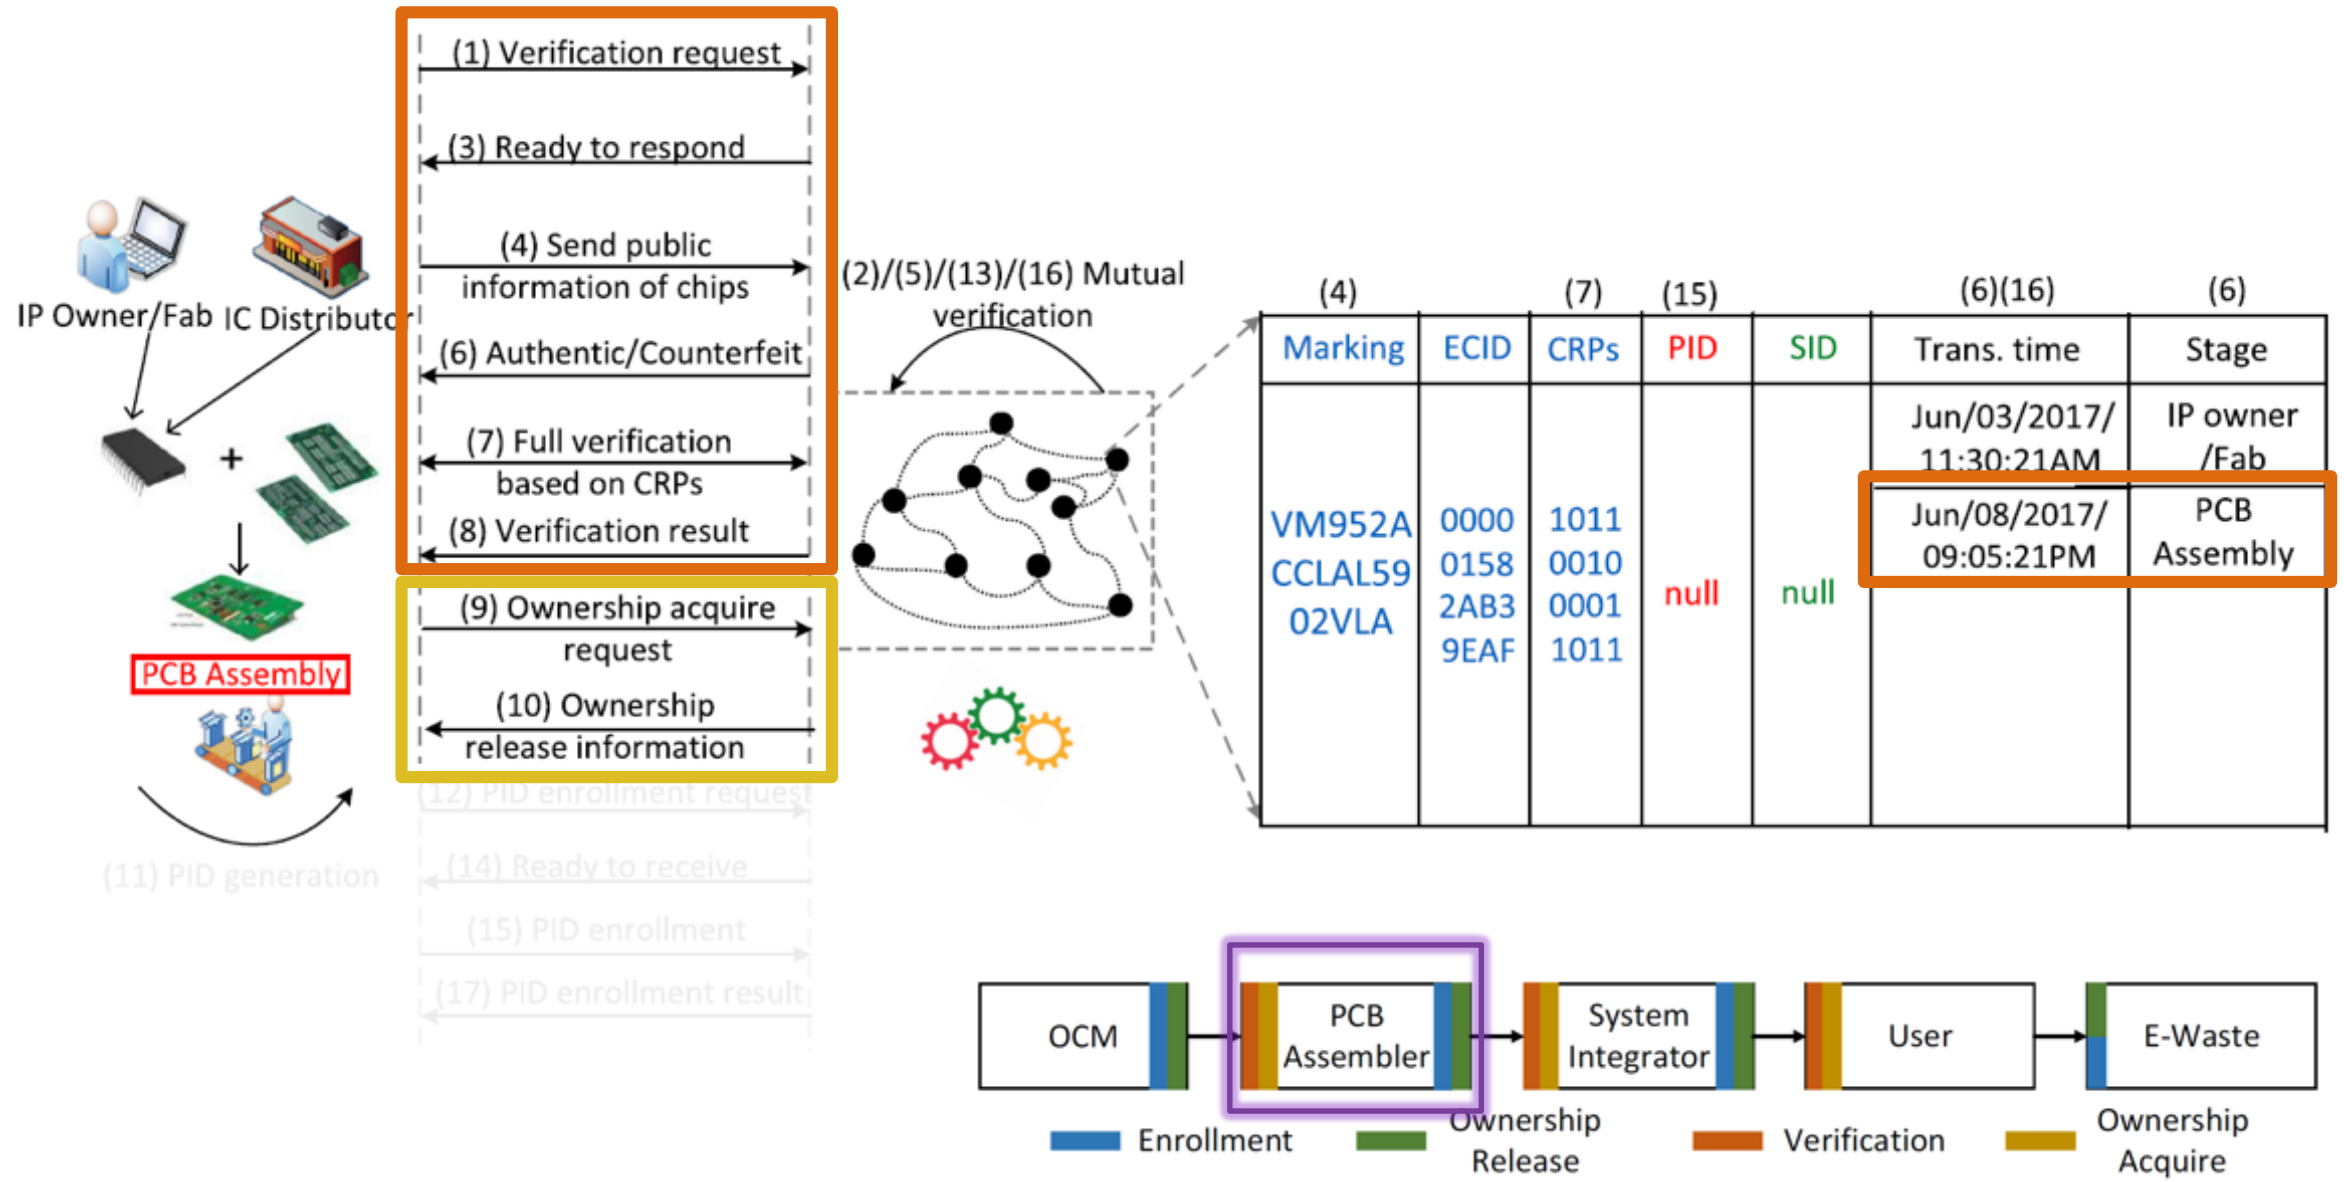 (1) Verification request
(3) Ready to respond
(4) Send public
information of chips
(6) Authentic/Counterfeit
(7) Full verification
based on CRPs
(8) Verification result
(9) Ownership acquire
request
(10) Ownership
release information
(12) PID enrollment request
(14) Ready to receive
(15) PID enrollment
(17) PID enrollment result
IP Owner/Fab
IC Distributor
+
PCB Assembly
(11) PID generation
(2)/(5)/(13)/(16) Mutual
verification
(4) (7) (15) (6)(16) (6)
Marking ECID CRPs PID SID Trans. time Stage
Jun/03/2017/
11:30:21AM
IP owner
/Fab
Jun/08/2017/
09:05:21PM
PCB
Assembly
VM952A
CCLAL59
02VLA
0000
0158
2AB3
9EAF
1011
0010
0001
1011
null
null
OCM
PCB
Assembler
System
Integrator
User
E-Waste
Enrollment
Ownership
Release
Verification
Ownership
Acquire